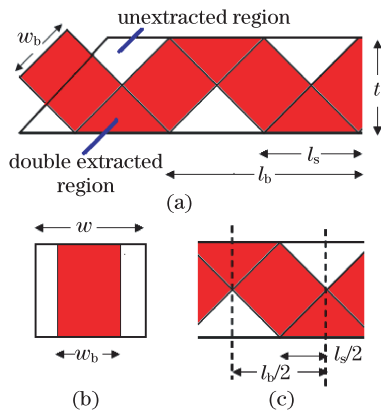 w_b
unextracted region
t
double extracted
region
l_s
l_b
(a)
w
w_b
(b)
l_s/2
l_b/2
(c)